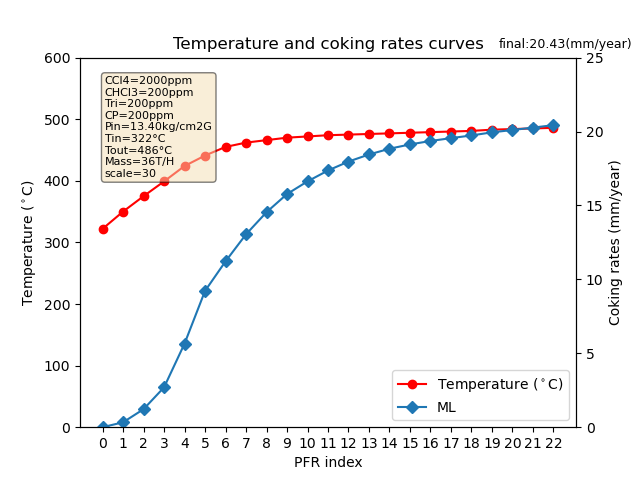 Temperature and coking rates curves
final:20.43(mm/year)
CCl4=2000ppm
CHCl3=200ppm
Tri=200ppm
CP=200ppm
Pin=13.40kg/cm2G
Tin=322°C
Tout=486°C
Mass=36T/H
scale=30
Temperature (°C)
600
500
400
300
200
100
0
25
20
15
10
5
0
Coking rates (mm/year)
Temperature (°C)
ML
0 1 2 3 4 5 6 7 8 9 10 11 12 13 14 15 16 17 18 19 20 21 22
PFR index